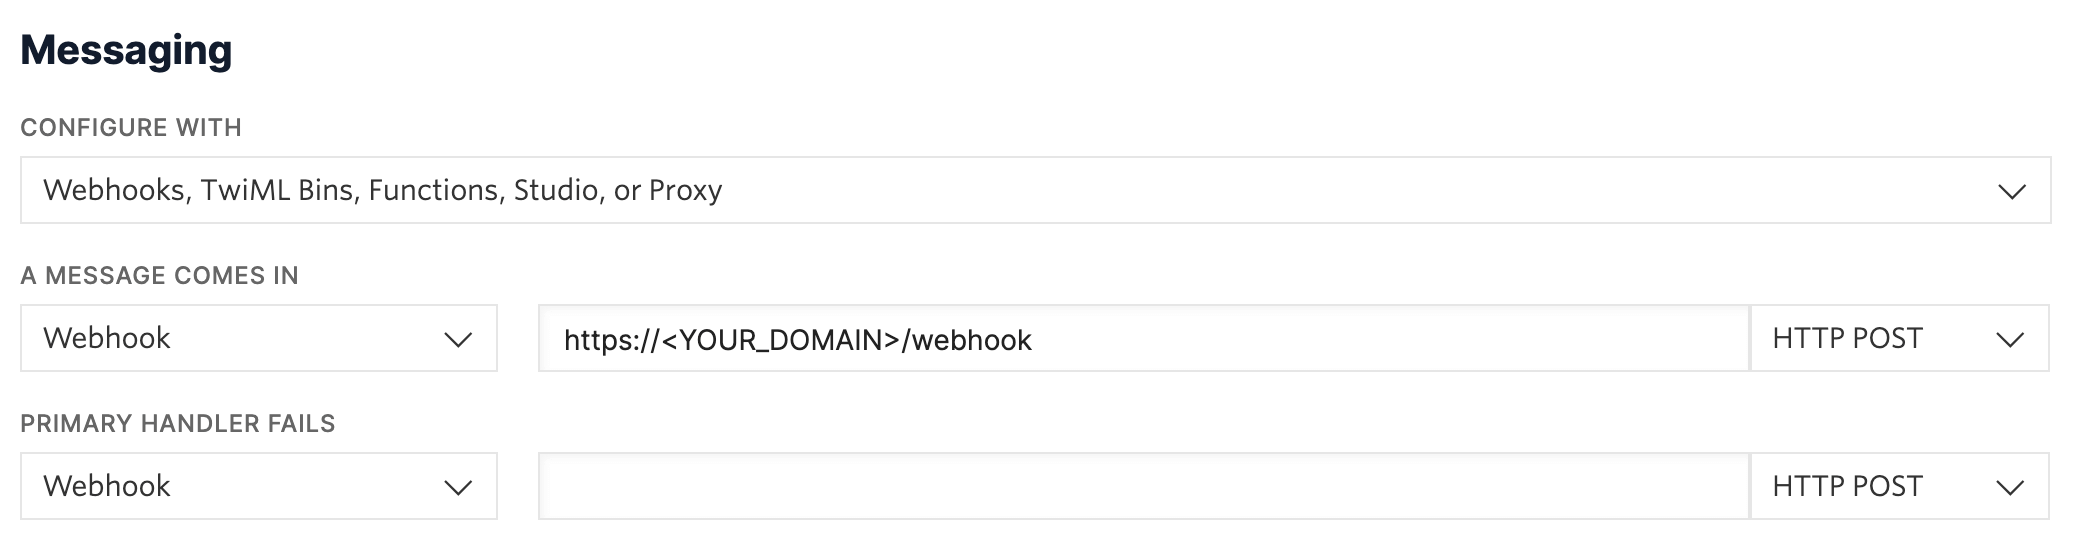 Messaging
CONFIGURE WITH
Webhooks, TwiML Bins, Functions, Studio, or Proxy
A MESSAGE COMES IN
Webhook https://<YOUR_DOMAIN>/webhook HTTP POST
PRIMARY HANDLER FAILS
Webhook HTTP POST